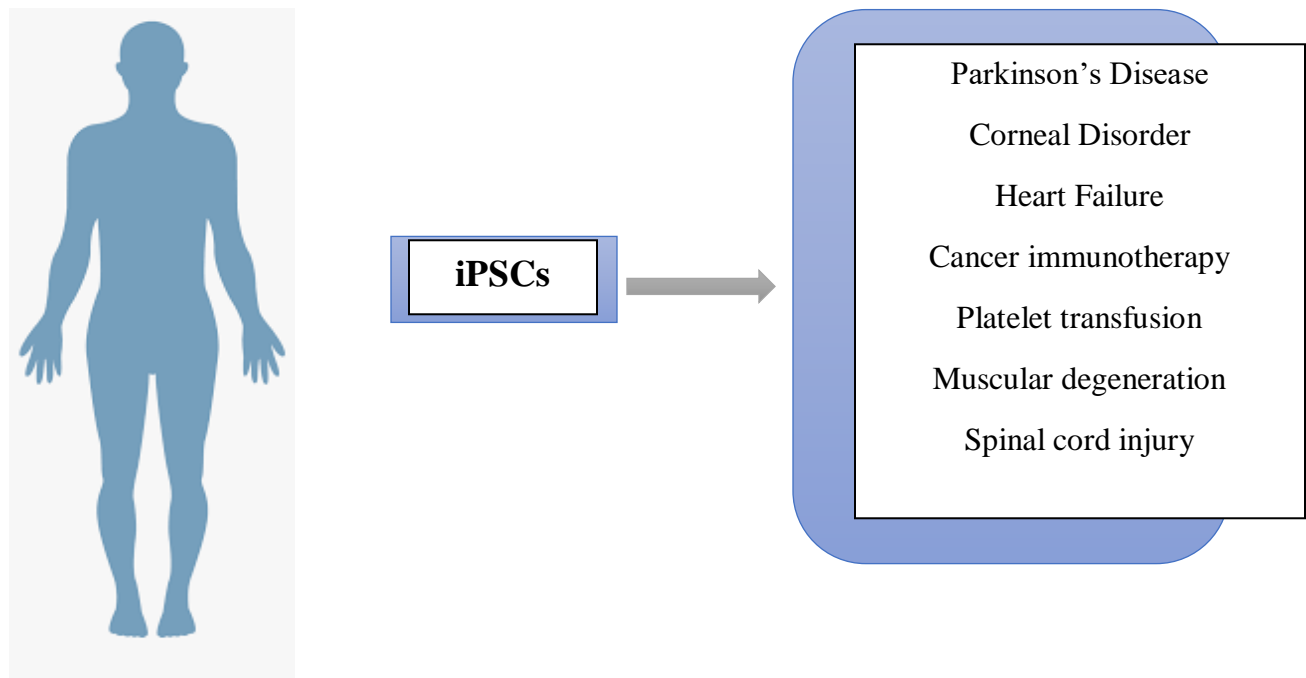 iPSCs
Parkinson’s Disease
Corneal Disorder
Heart Failure
Cancer immunotherapy
Platelet transfusion
Muscular degeneration
Spinal cord injury